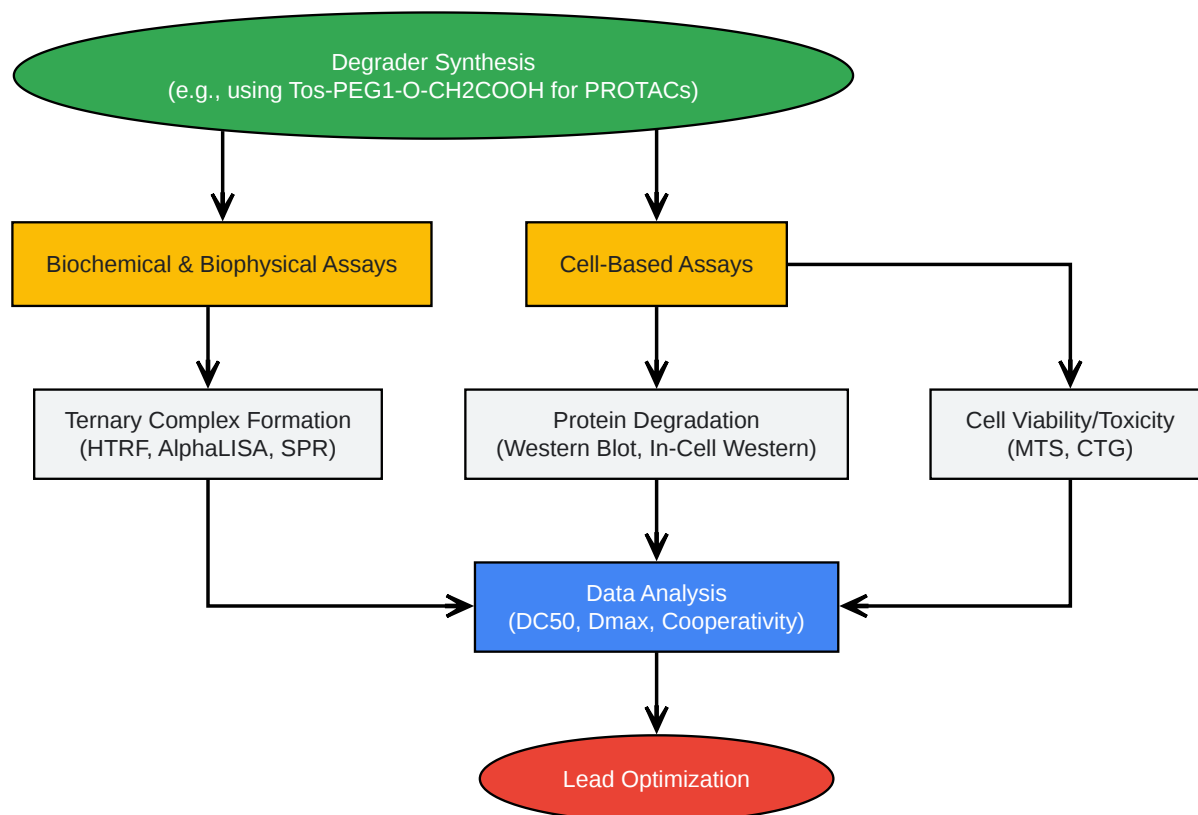 Degrader Synthesis
(e.g., using Tos-PEG1-O-CH2COOH for PROTACs)
Biochemical & Biophysical Assays
Cell-Based Assays
Ternary Complex Formation
(HTRF, AlphaLISA, SPR)
Protein Degradation
(Western Blot, In-Cell Western)
Cell Viability/Toxicity
(MTS, CTG)
Data Analysis
(DC50, Dmax, Cooperativity)
Lead Optimization